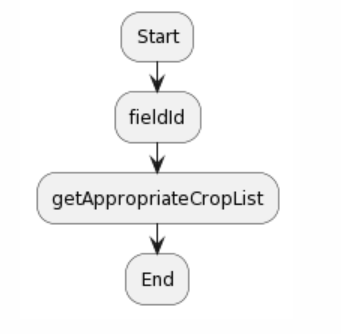 Start
fieldId
getAppropriateCropList
End